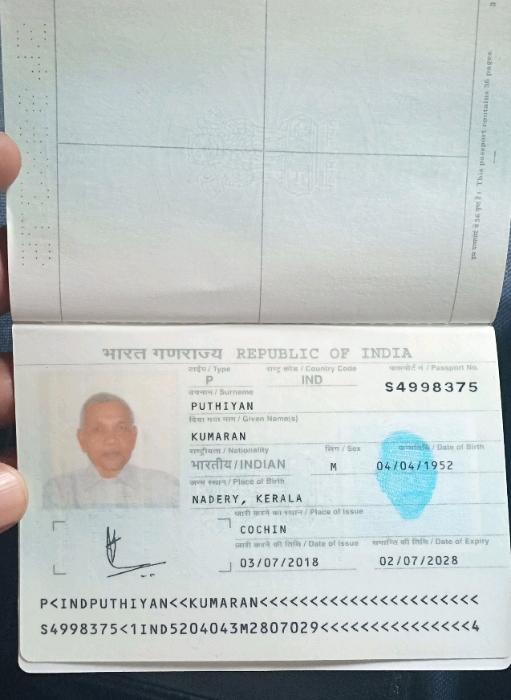 यह पासपोर्ट में 36 पृष्ठ हैं। This passport contains 36 pages.
भारत गणराज्य REPUBLIC OF INDIA
टाईप / Type राष्ट्र कोड / Country Code पासपोर्ट नं / Passport No.
P IND S4998375
उपनाम / Surname
PUTHIYAN
दिया गया नाम / Given Name(s)
KUMARAN
राष्ट्रीयता / Nationality लिंग / Sex जन्मतिथि / Date of Birth
भारतीय/INDIAN M 04/04/1952
जन्म स्थान / Place of Birth
NADERY, KERALA
जारी करने का स्थान / Place of Issue
COCHIN
जारी करने की तिथि / Date of Issue समाप्ति की तिथि / Date of Expiry
03/07/2018 02/07/2028
P<INDPUTHIYAN<<KUMARAN<<<<<<<<<<<<<<<<<<<<<<
S4998375<1IND5204043M2807029<<<<<<<<<<<<<<<4